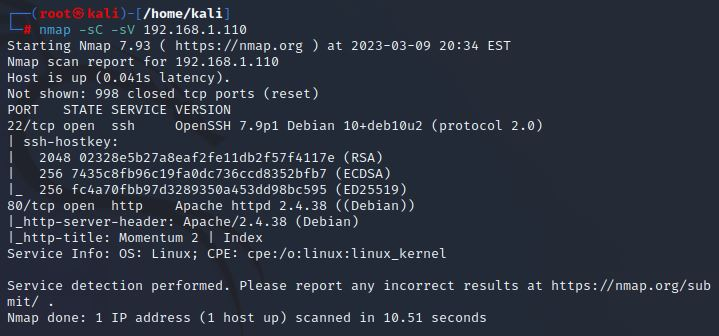 ┌──(root㉿kali)-[/home/kali]
└─# nmap -sC -sV 192.168.1.110
Starting Nmap 7.93 ( https://nmap.org ) at 2023-03-09 20:34 EST
Nmap scan report for 192.168.1.110
Host is up (0.041s latency).
Not shown: 998 closed tcp ports (reset)
PORT   STATE SERVICE VERSION
22/tcp open  ssh     OpenSSH 7.9p1 Debian 10+deb10u2 (protocol 2.0)
| ssh-hostkey:
|   2048 02328e5b27a8eaf2fe11db2f57f4117e (RSA)
|   256 7435c8fb96c19fa0dc736ccd8352bfb7 (ECDSA)
|_  256 fc4a70fbb97d3289350a453dd98bc595 (ED25519)
80/tcp open  http    Apache httpd 2.4.38 ((Debian))
|_http-server-header: Apache/2.4.38 (Debian)
|_http-title: Momentum 2 | Index
Service Info: OS: Linux; CPE: cpe:/o:linux:linux_kernel

Service detection performed. Please report any incorrect results at https://nmap.org/sub
mit/ .
Nmap done: 1 IP address (1 host up) scanned in 10.51 seconds